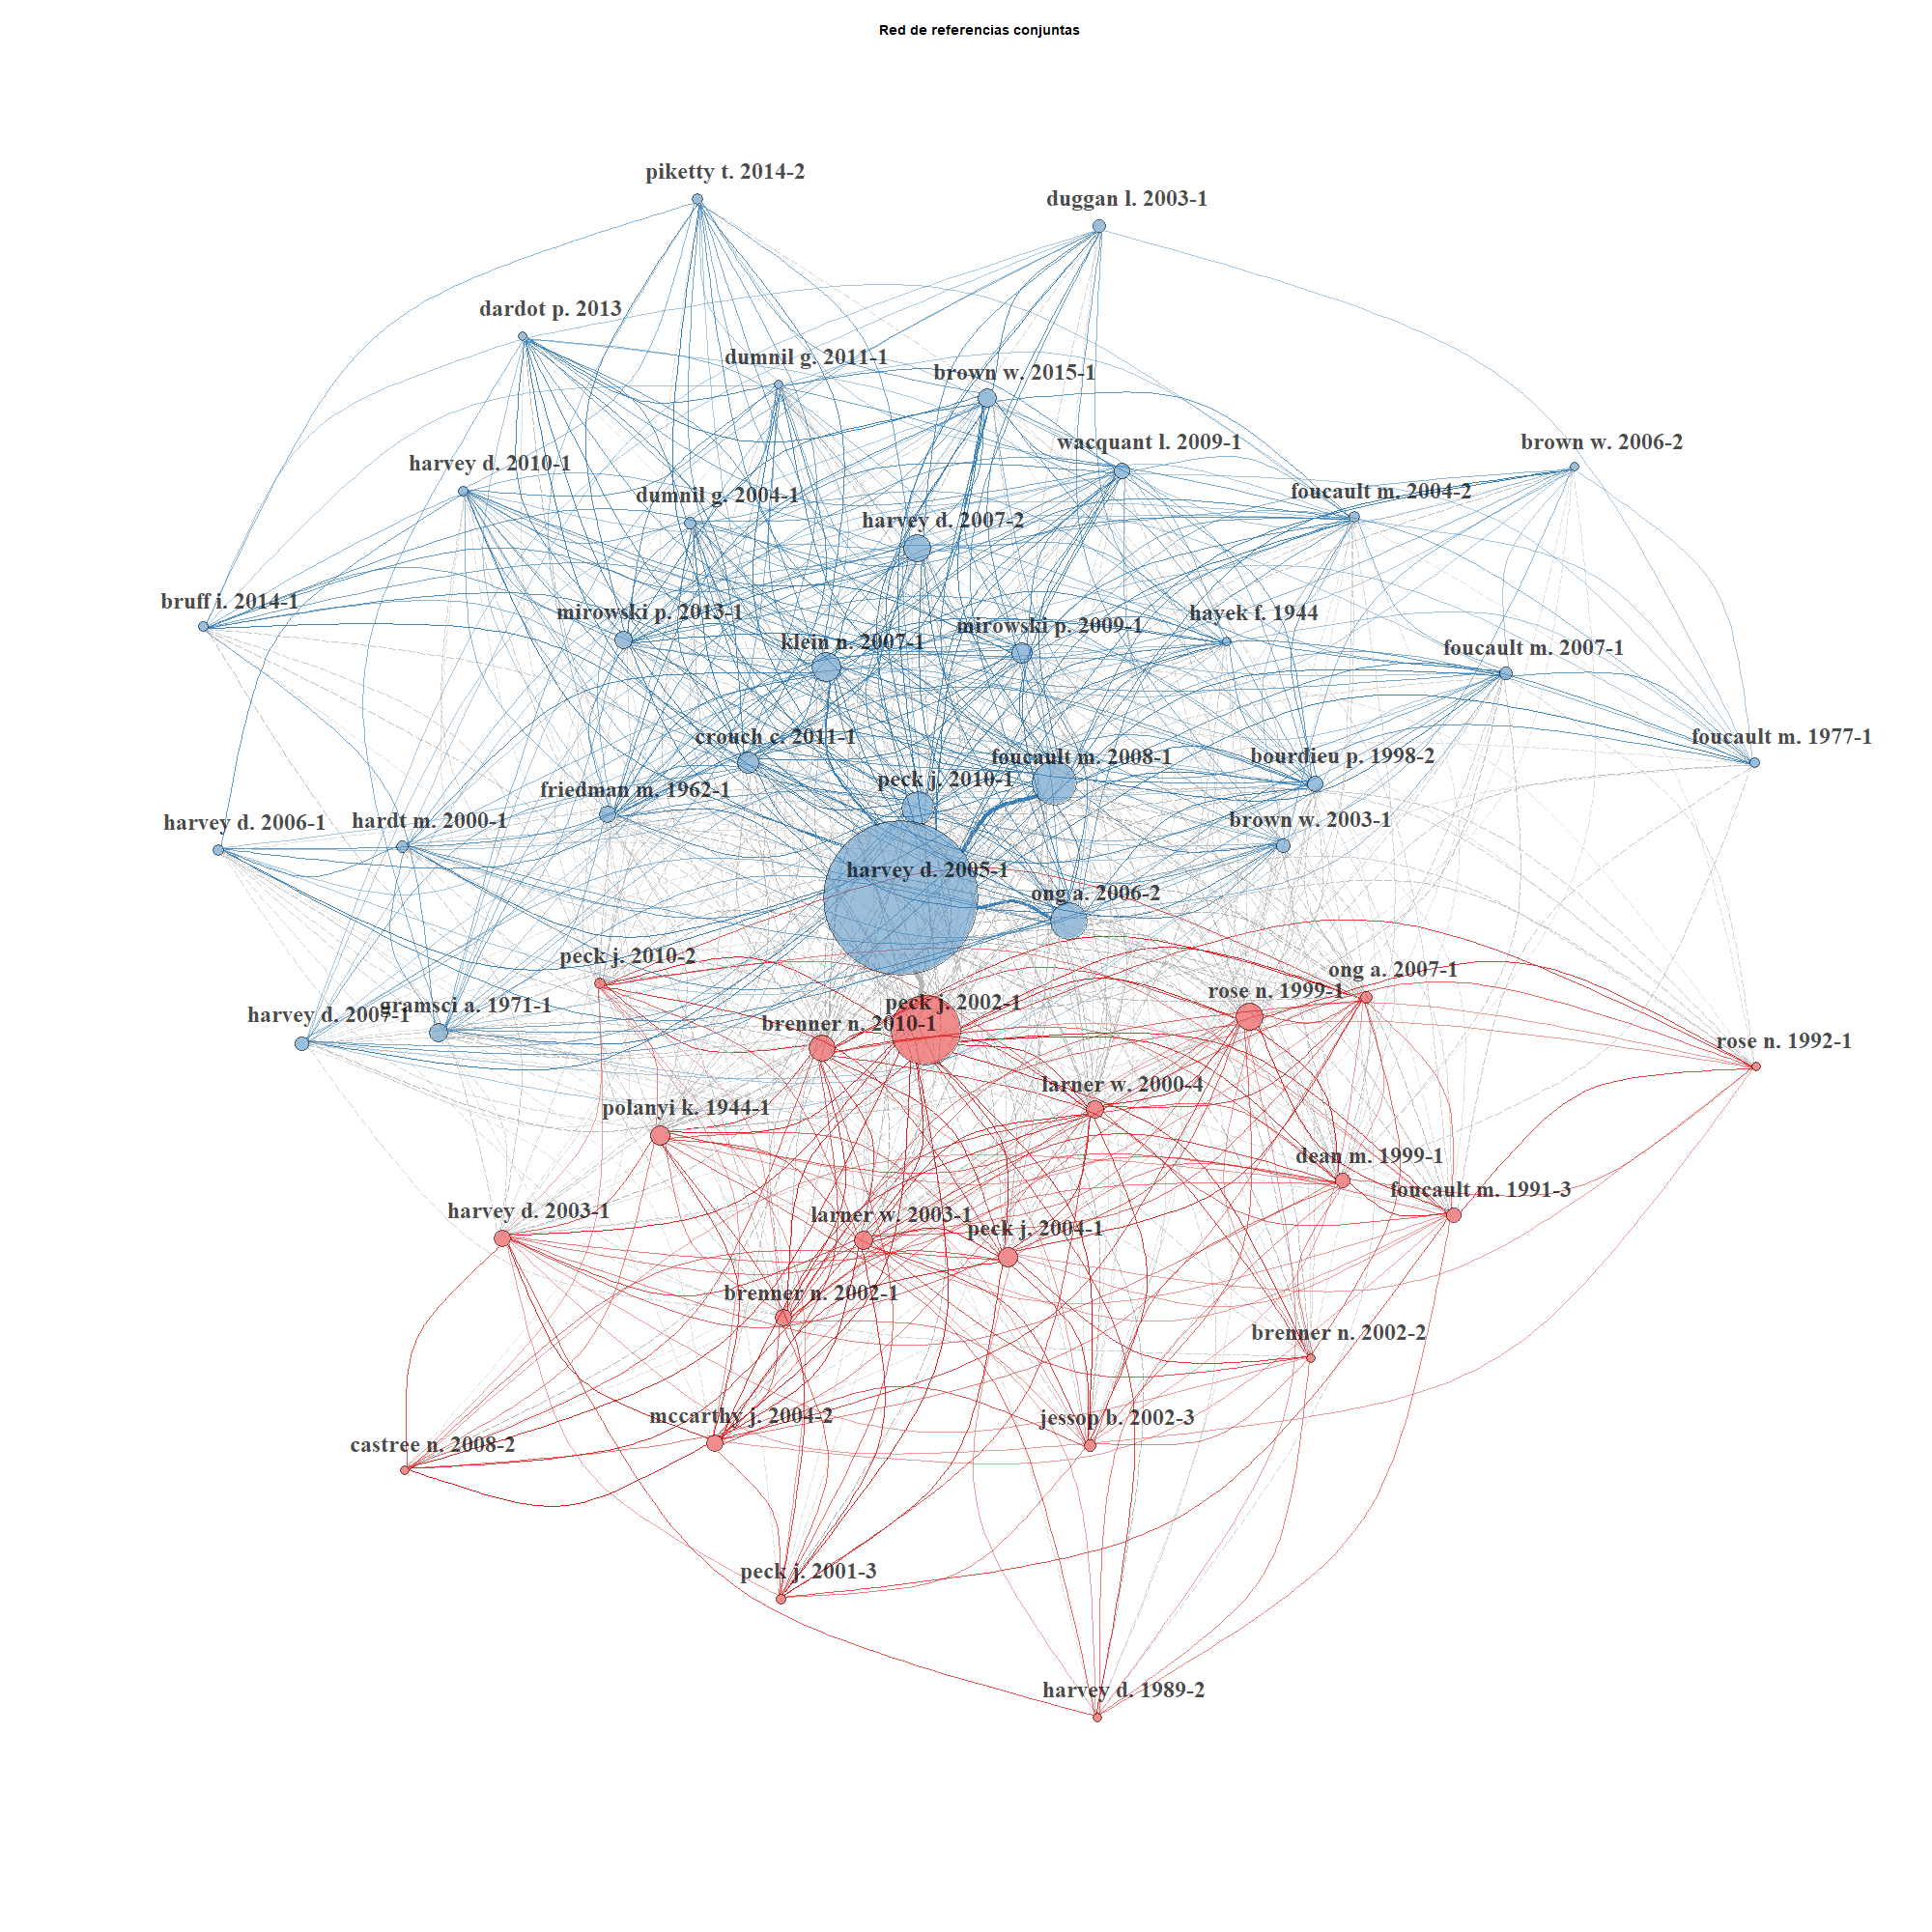 Red de referencias conjuntas
piketty t. 2014-2
duggan l. 2003-1
dardot p. 2013
dumnil g. 2011-1
brown w. 2015-1
wacquant l. 2009-1
brown w. 2006-2
harvey d. 2010-1
dumnil g. 2004-1
foucault m. 2004-2
harvey d. 2007-2
bruff i. 2014-1
mirowski p. 2013-1
hayek f. 1944
mirowski p. 2009-1
klein n. 2007-1
foucault m. 2007-1
crouch c. 2011-1
foucault m. 1977-1
foucault m. 2008-1
bourdieu p. 1998-2
peck j. 2010-1
friedman m. 1962-1
harvey d. 2006-1
hardt m. 2000-1
brown w. 2003-1
harvey d. 2005-1
ong a. 2006-2
peck j. 2010-2
ong a. 2007-1
rose n. 1999-1
peck j. 2002-1
gramsci a. 1971-1
harvey d. 2007-1
brenner n. 2010-1
rose n. 1992-1
larner w. 2000-4
polanyi k. 1944-1
dean m. 1999-1
foucault m. 1991-3
harvey d. 2003-1
larner w. 2003-1
peck j. 2004-1
brenner n. 2002-1
brenner n. 2002-2
mccarthy j. 2004-2
jessop b. 2002-3
castree n. 2008-2
peck j. 2001-3
harvey d. 1989-2